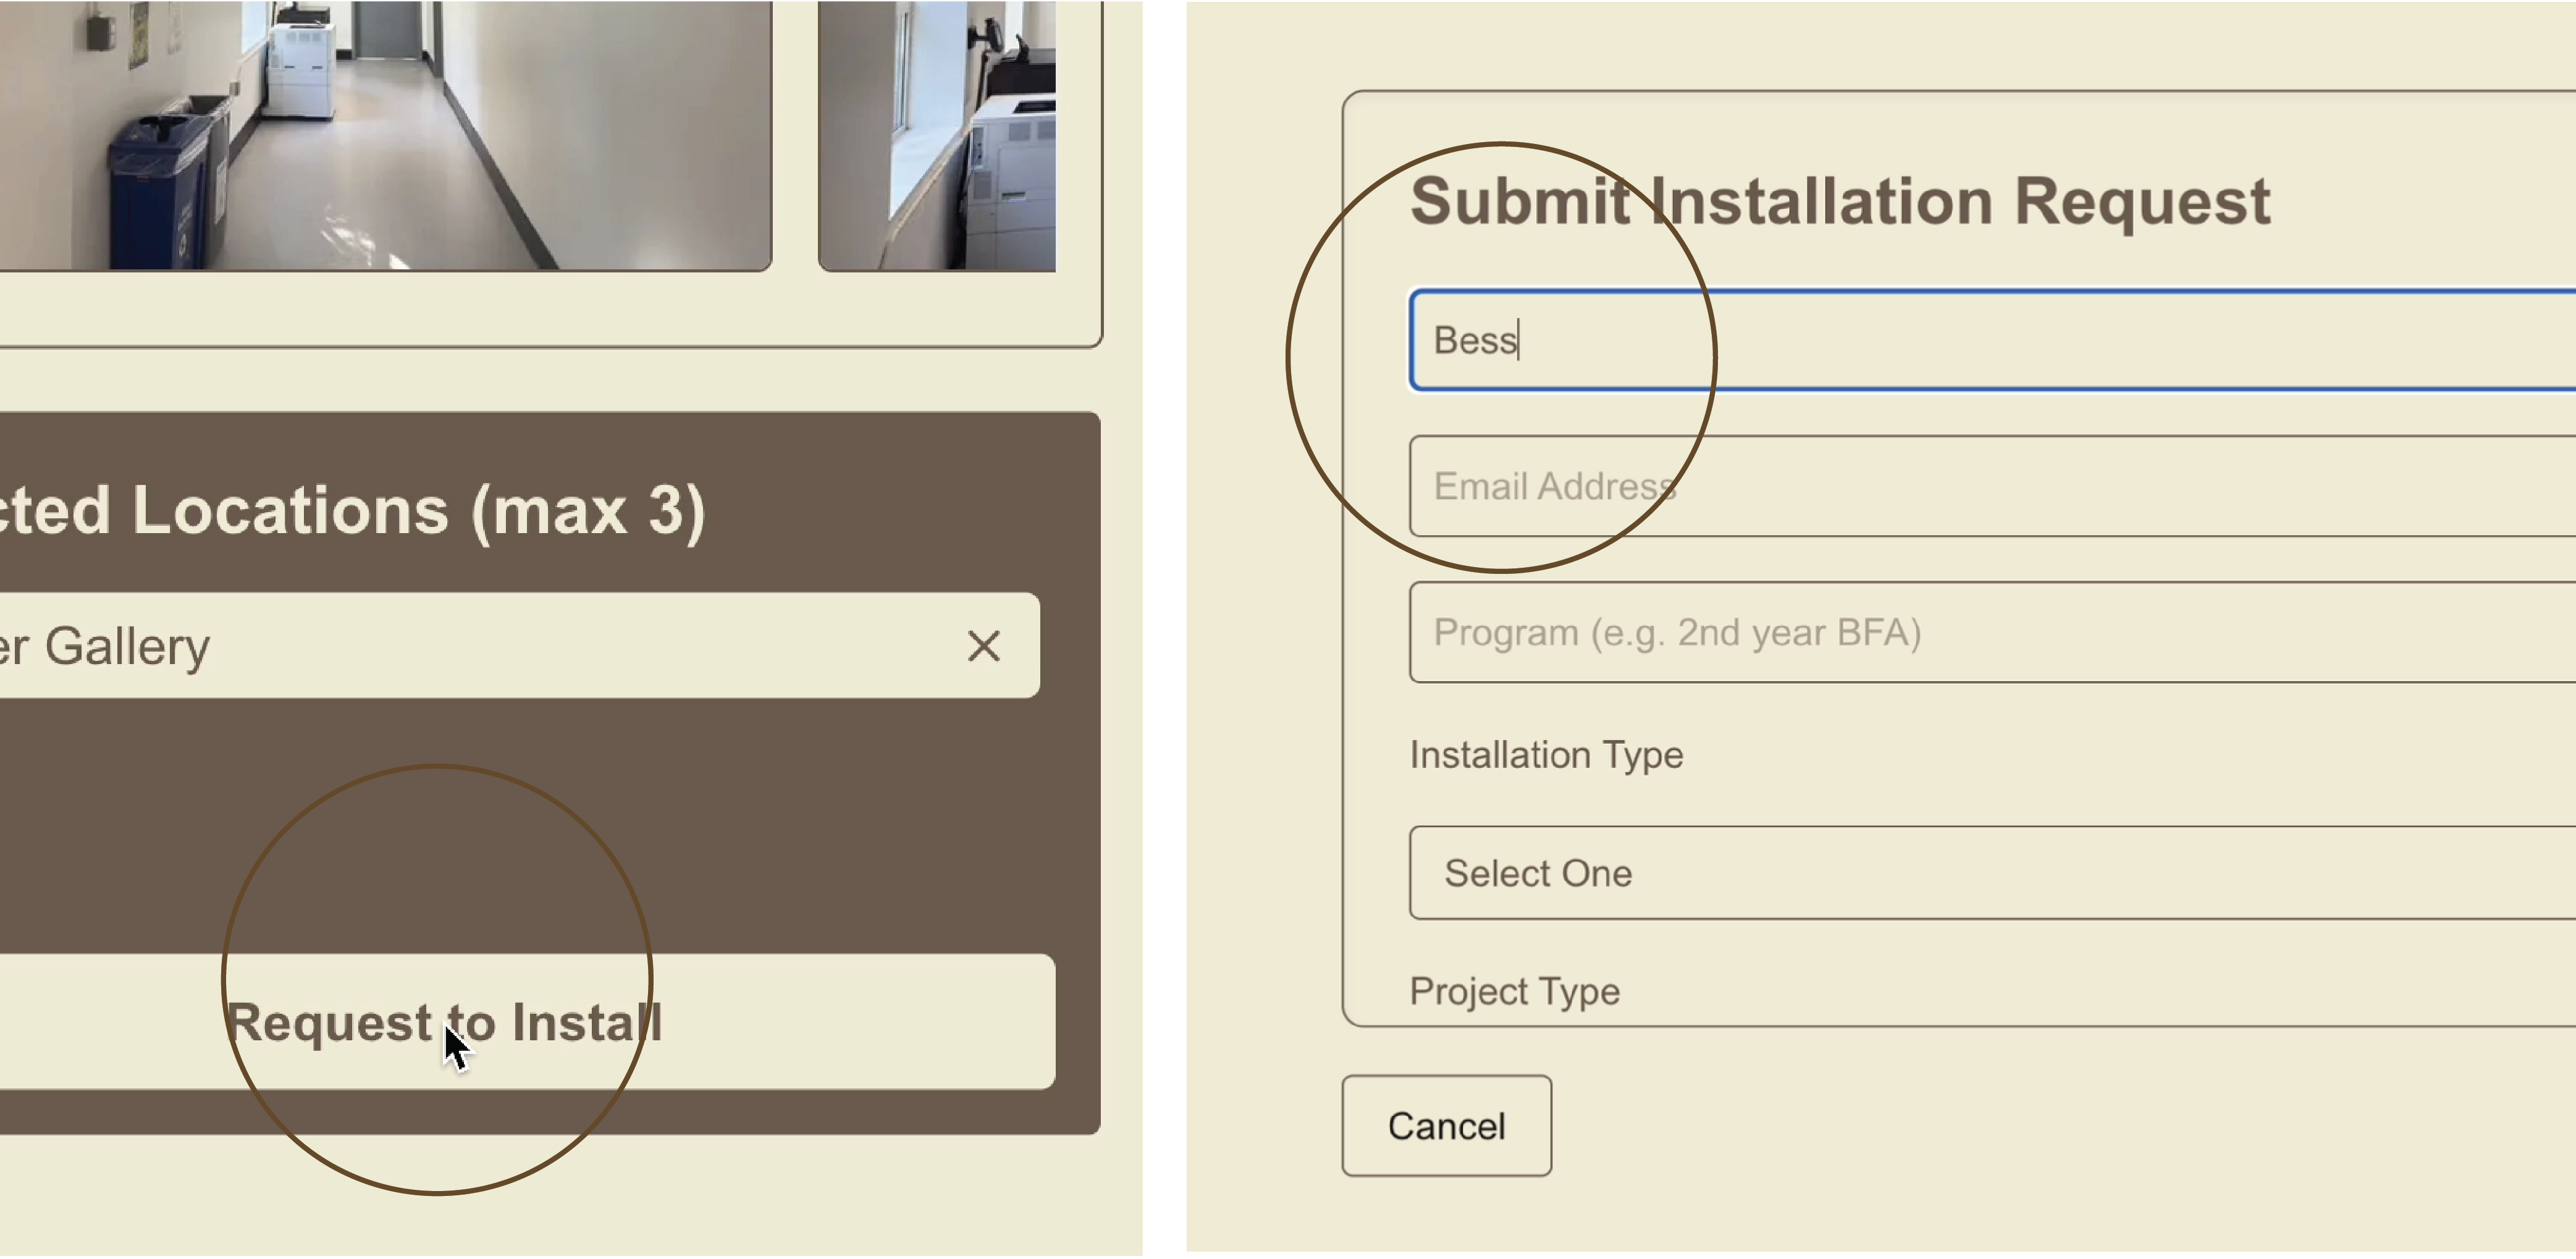 cted Locations (max 3)
er Gallery
Request to Install
Submit Installation Request
Bess
Email Address
Program (e.g. 2nd year BFA)
Installation Type
Select One
Project Type
Cancel